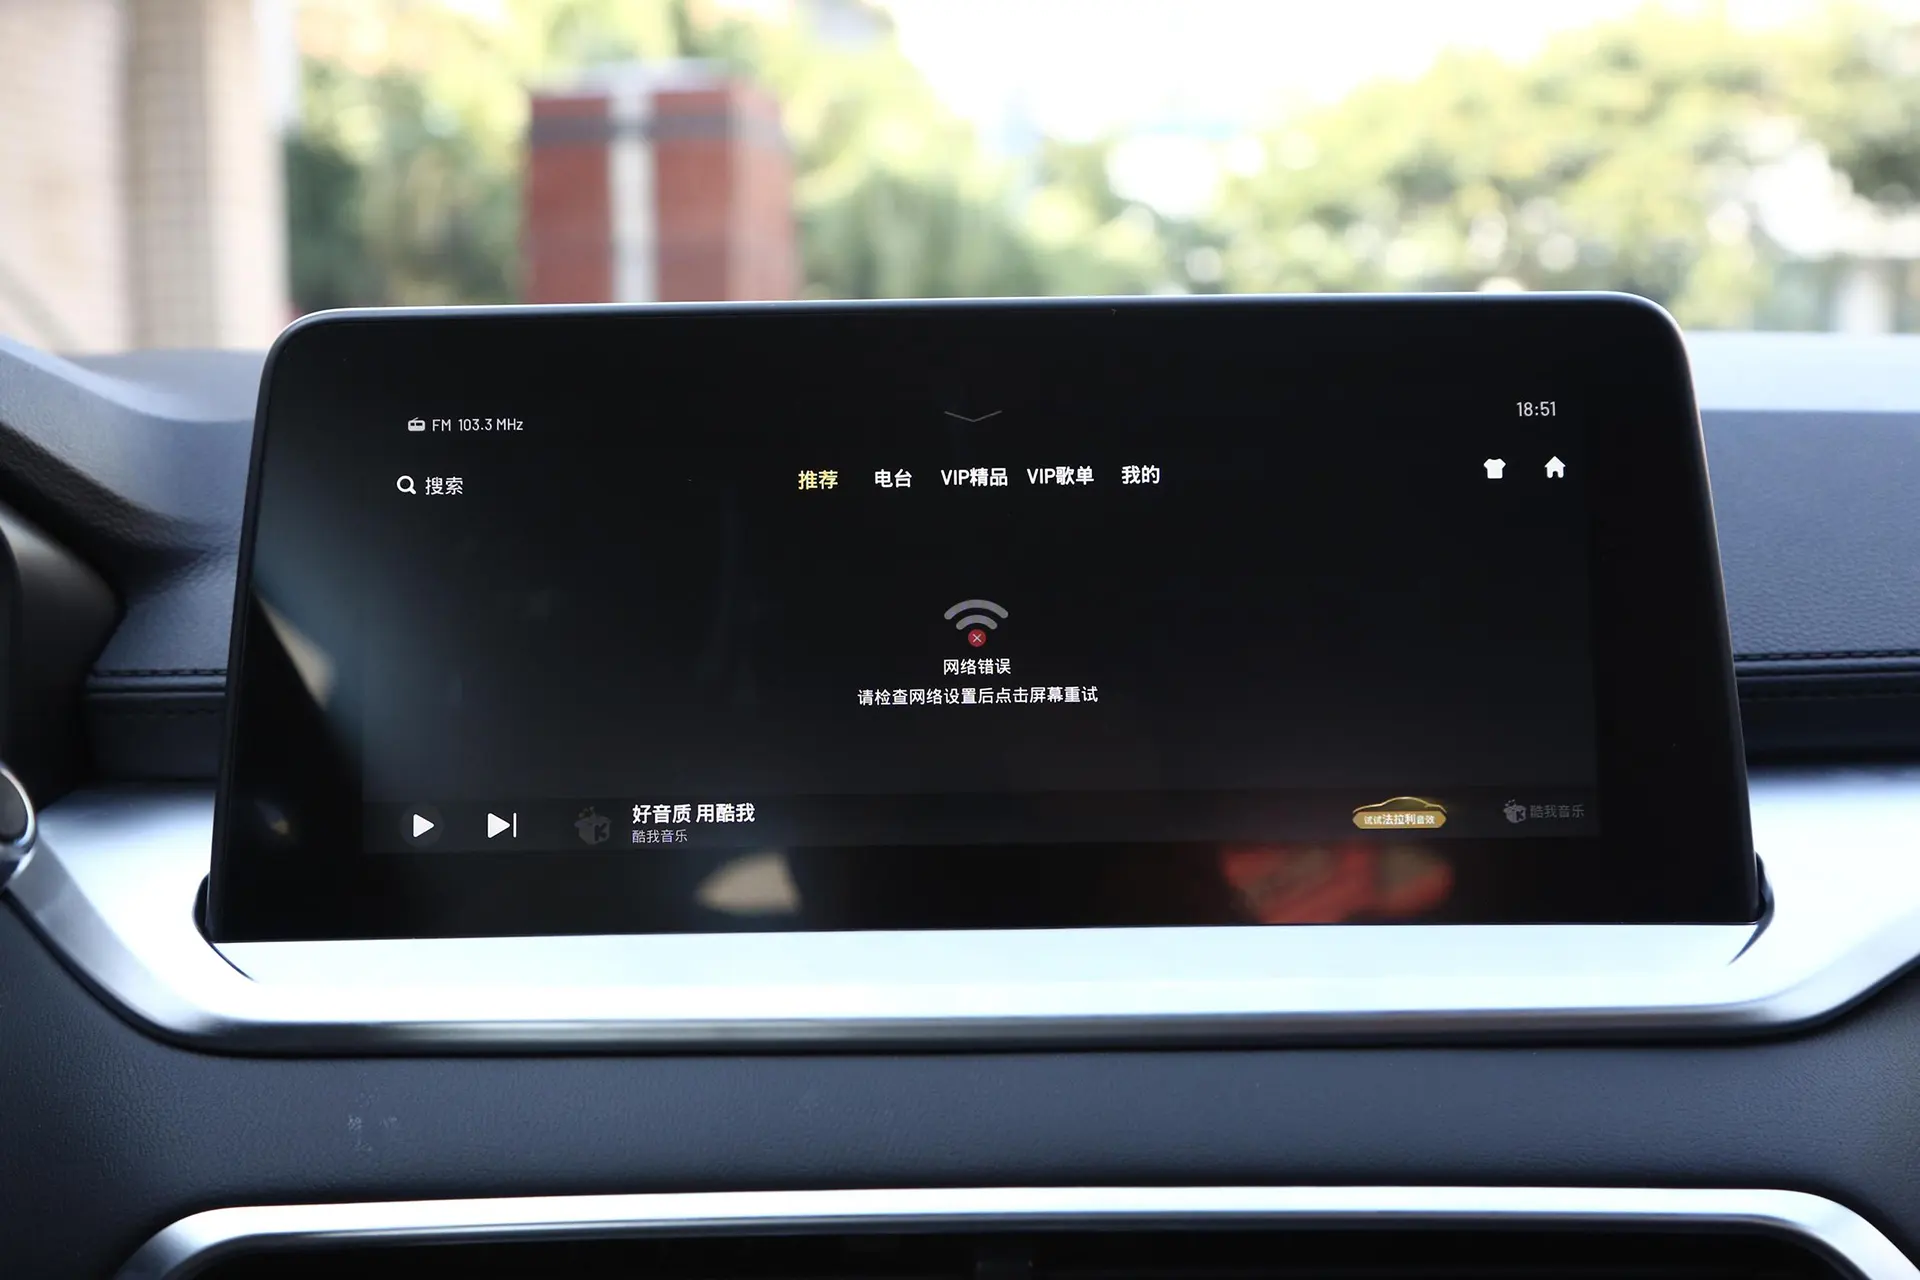 FM 103.3 MHz
18:51
搜索
推荐
电台
VIP精品
VIP歌单
我的
网络错误
请检查网络设置后点击屏幕重试
好音质 用酷我
酷我音乐
试试法拉利音效
酷我音乐